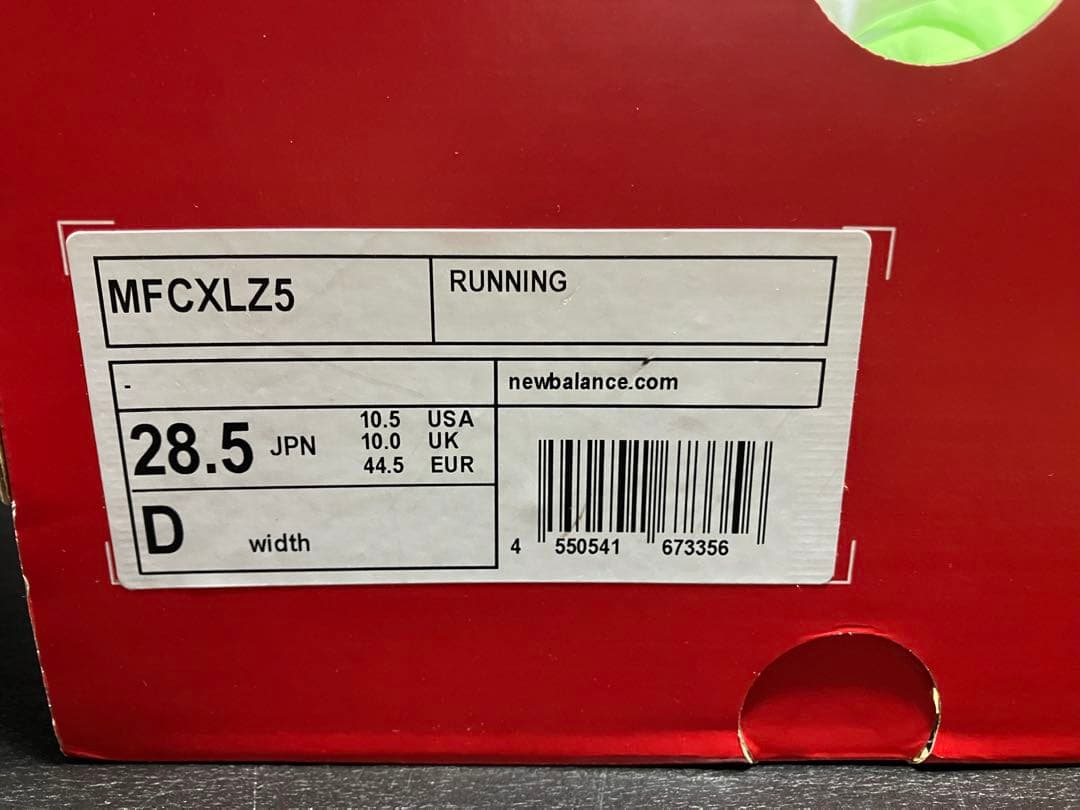 MFCXLZ5
RUNNING
-
newbalance.com
28.5 JPN
10.5 USA
10.0 UK
44.5 EUR
D width
4 550541 673356